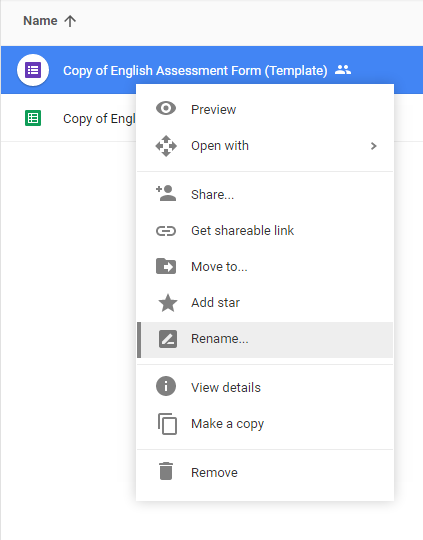 Name
Copy of English Assessment Form (Template)
Copy of Engl
Preview
Open with
Share...
Get shareable link
Move to...
Add star
Rename...
View details
Make a copy
Remove